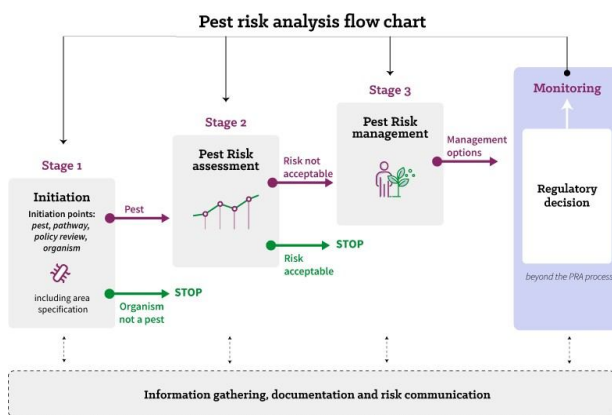 Pest risk analysis flow chart
Stage 1
Initiation
Initiation points:
pest, pathway,
policy review,
organism
including area
specification
Pest
Organism
not a pest
STOP
Stage 2
Pest Risk
assessment
Risk not
acceptable
Risk
acceptable
STOP
Stage 3
Pest Risk
management
Management
options
Monitoring
Regulatory
decision
beyond the PRA process
Information gathering, documentation and risk communication